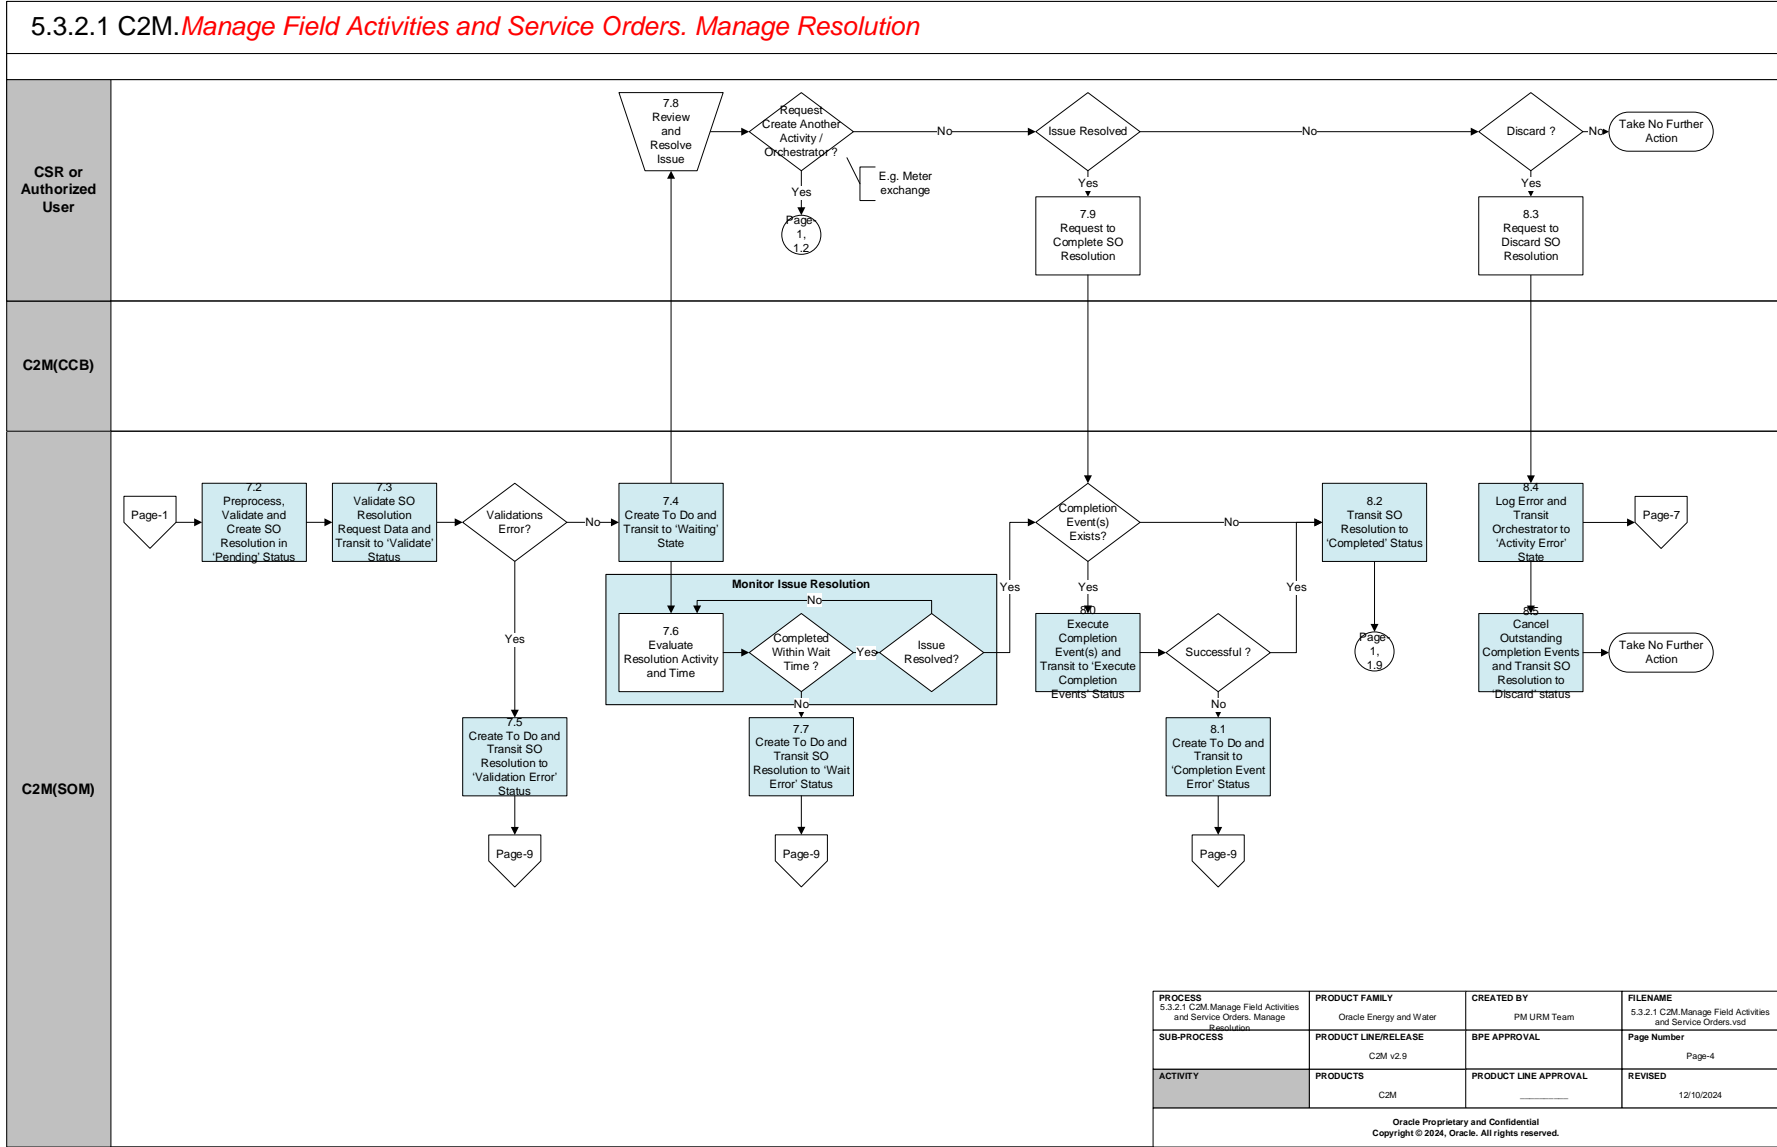 5.3.2.1 C2M.Manage Field Activities and Service Orders. Manage Resolution
CSR or
Authorized
User
7.8
Review
and
Resolve
Issue
Request
Create Another
Activity /
Orchestrator ?
No
Issue Resolved
No
Discard ?
No
Take No Further
Action
E.g. Meter
exchange
Yes
Page-
1,
1.2
Yes
7.9
Request to
Complete SO
Resolution
Yes
8.3
Request to
Discard SO
Resolution
C2M(CCB)
C2M(SOM)
Page-1
7.2
Preprocess,
Validate and
Create SO
Resolution in
‘Pending’ Status
7.3
Validate SO
Resolution
Request Data and
Transit to ‘Validate’
Status
Validations
Error?
No
7.4
Create To Do and
Transit to ‘Waiting’
State
Completion
Event(s)
Exists?
No
8.2
Transit SO
Resolution to
‘Completed’ Status
8.4
Log Error and
Transit
Orchestrator to
‘Activity Error’
State
Page-7
Monitor Issue Resolution
No
Yes
Yes
Yes
Yes
7.6
Evaluate
Resolution Activity
and Time
Completed
Within Wait
Time ?
Yes
Issue
Resolved?
8.0
Execute
Completion
Event(s) and
Transit to ‘Execute
Completion
Events’ Status
Successful ?
Page-
1,
1.9
8.5
Cancel
Outstanding
Completion Events
and Transit SO
Resolution to
‘Discard’ status
Take No Further
Action
No
No
7.5
Create To Do and
Transit SO
Resolution to
‘Validation Error’
Status
7.7
Create To Do and
Transit SO
Resolution to ‘Wait
Error’ Status
8.1
Create To Do and
Transit to
‘Completion Event
Error’ Status
Page-9
Page-9
Page-9
PROCESS
5.3.2.1 C2M.Manage Field Activities
and Service Orders. Manage
Resolution
PRODUCT FAMILY
Oracle Energy and Water
CREATED BY
PM URM Team
FILENAME
5.3.2.1 C2M.Manage Field Activities
and Service Orders.vsd
SUB-PROCESS
PRODUCT LINE/RELEASE
C2M v2.9
BPE APPROVAL
Page Number
Page-4
ACTIVITY
PRODUCTS
C2M
PRODUCT LINE APPROVAL
___________
REVISED
12/10/2024
Oracle Proprietary and Confidential
Copyright © 2024, Oracle. All rights reserved.